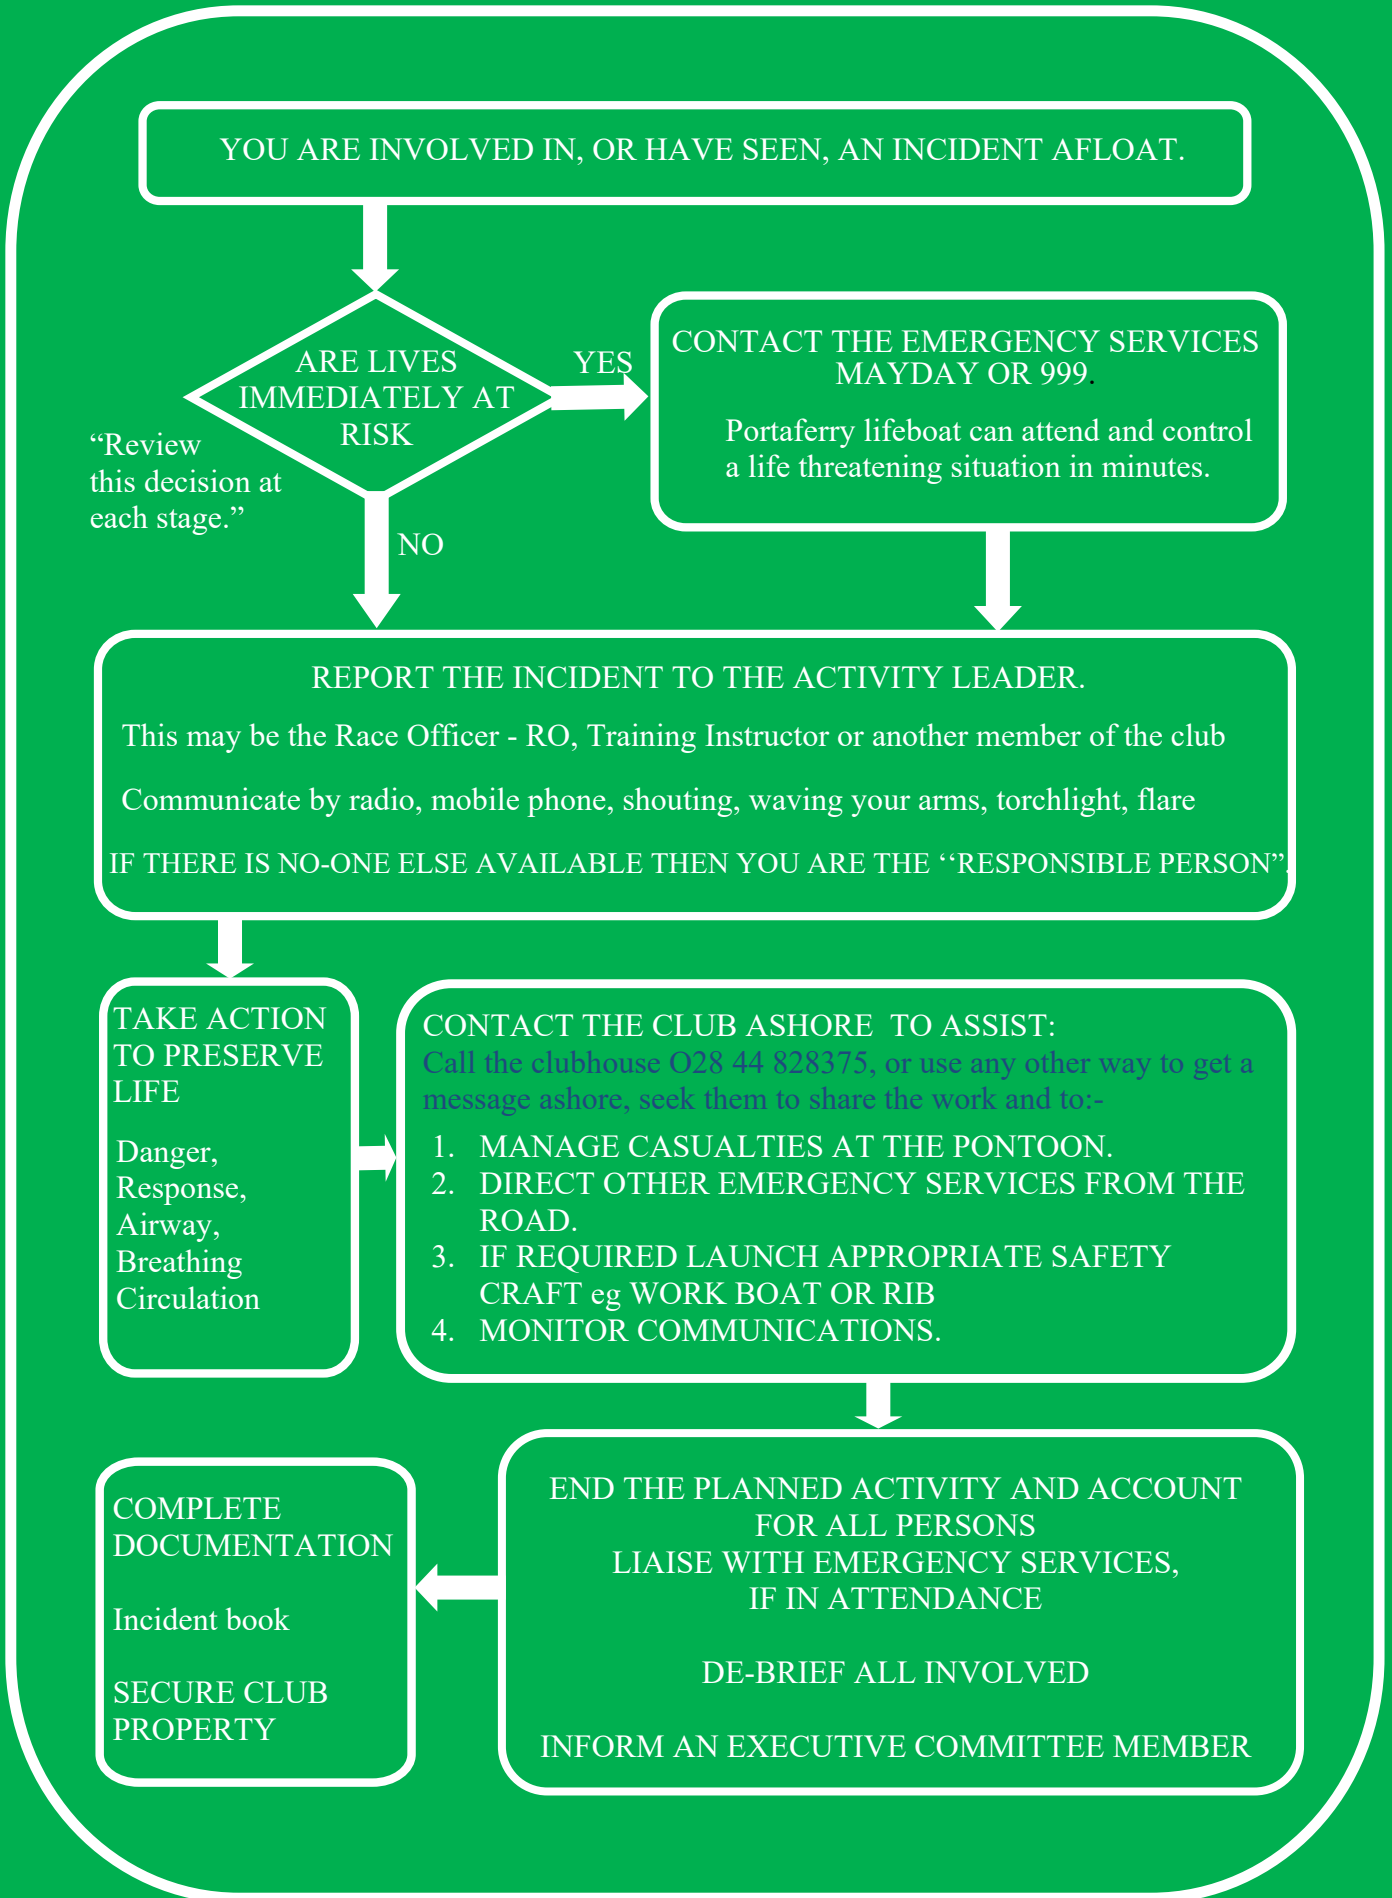 YOU ARE INVOLVED IN, OR HAVE SEEN, AN INCIDENT AFLOAT.
ARE LIVES
IMMEDIATELY AT
RISK
YES
“Review
this decision at
each stage.”
NO
CONTACT THE EMERGENCY SERVICES
MAYDAY OR 999.
Portaferry lifeboat can attend and control
a life threatening situation in minutes.
REPORT THE INCIDENT TO THE ACTIVITY LEADER.
This may be the Race Officer - RO, Training Instructor or another member of the club
Communicate by radio, mobile phone, shouting, waving your arms, torchlight, flare
IF THERE IS NO-ONE ELSE AVAILABLE THEN YOU ARE THE ‘‘RESPONSIBLE PERSON”.
TAKE ACTION
TO PRESERVE
LIFE
Danger,
Response,
Airway,
Breathing
Circulation
CONTACT THE CLUB ASHORE TO ASSIST:
Call the clubhouse O28 44 828375, or use any other way to get a
message ashore, seek them to share the work and to:-
1. MANAGE CASUALTIES AT THE PONTOON.
2. DIRECT OTHER EMERGENCY SERVICES FROM THE
ROAD.
3. IF REQUIRED LAUNCH APPROPRIATE SAFETY
CRAFT eg WORK BOAT OR RIB
4. MONITOR COMMUNICATIONS.
END THE PLANNED ACTIVITY AND ACCOUNT
FOR ALL PERSONS
LIAISE WITH EMERGENCY SERVICES,
IF IN ATTENDANCE
DE-BRIEF ALL INVOLVED
INFORM AN EXECUTIVE COMMITTEE MEMBER
COMPLETE
DOCUMENTATION
Incident book
SECURE CLUB
PROPERTY